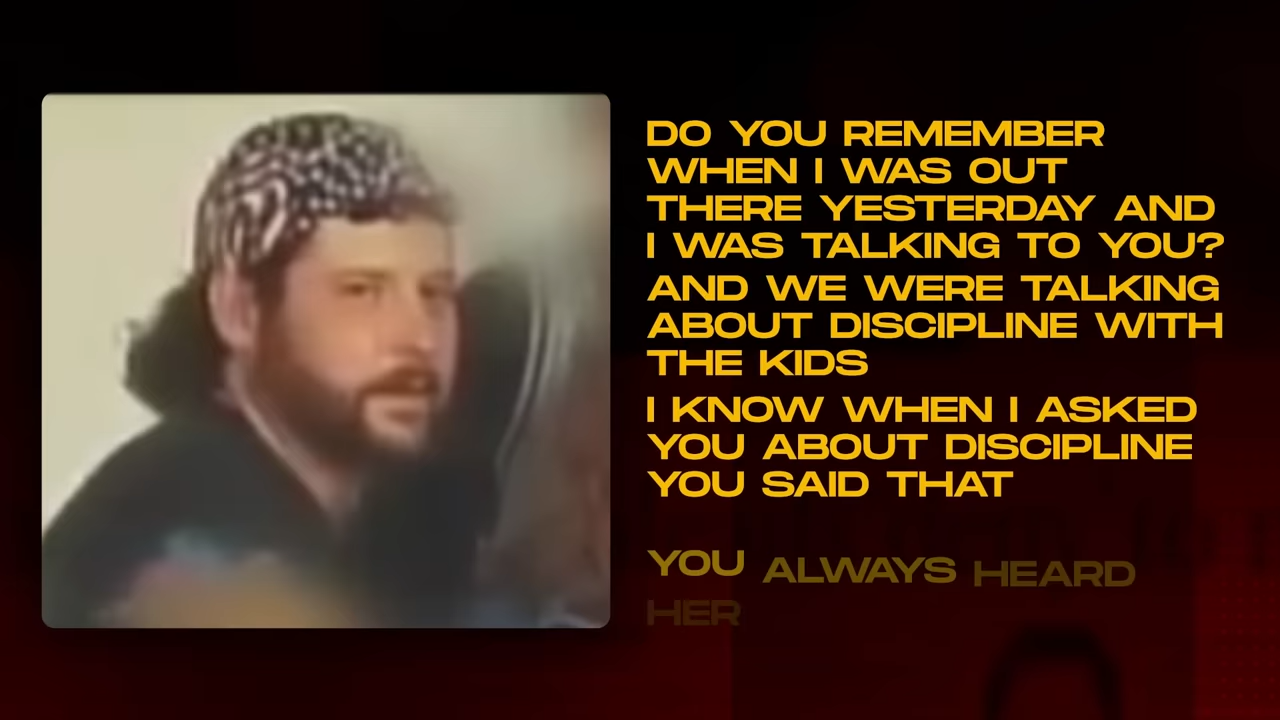 DO YOU REMEMBER
WHEN I WAS OUT
THERE YESTERDAY AND
I WAS TALKING TO YOU?
AND WE WERE TALKING
ABOUT DISCIPLINE WITH
THE KIDS
I KNOW WHEN I ASKED
YOU ABOUT DISCIPLINE
YOU SAID THAT
YOU ALWAYS HEARD
HER